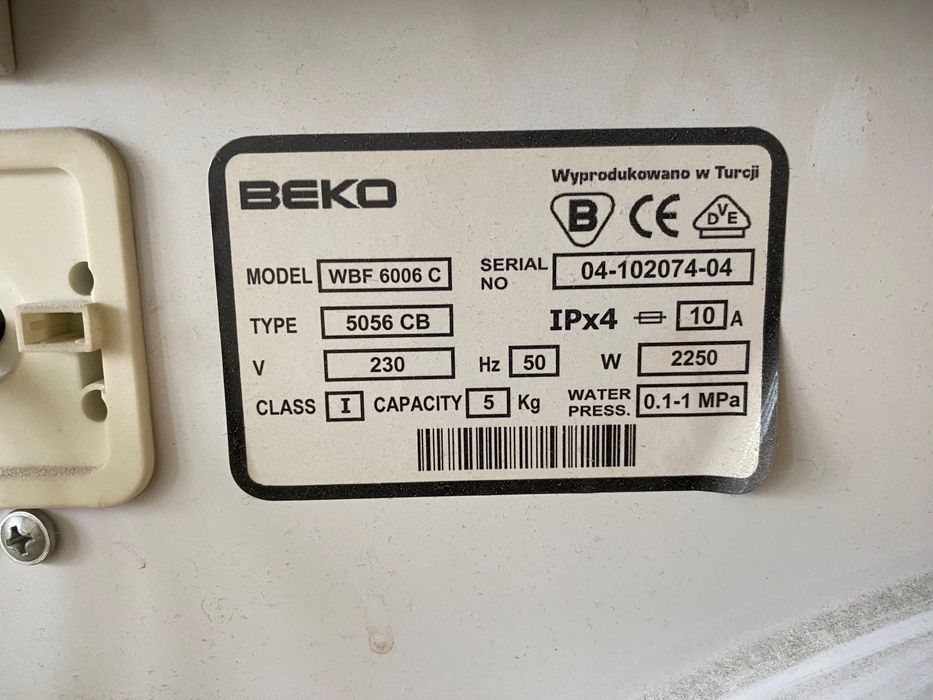 BEKO
Wyprodukowano w Turcji
B CE DVE
MODEL WBF 6006 C SERIAL NO 04-102074-04
TYPE 5056 CB IPx4 10 A
V 230 Hz 50 W 2250
CLASS I CAPACITY 5 Kg WATER PRESS. 0.1-1 MPa